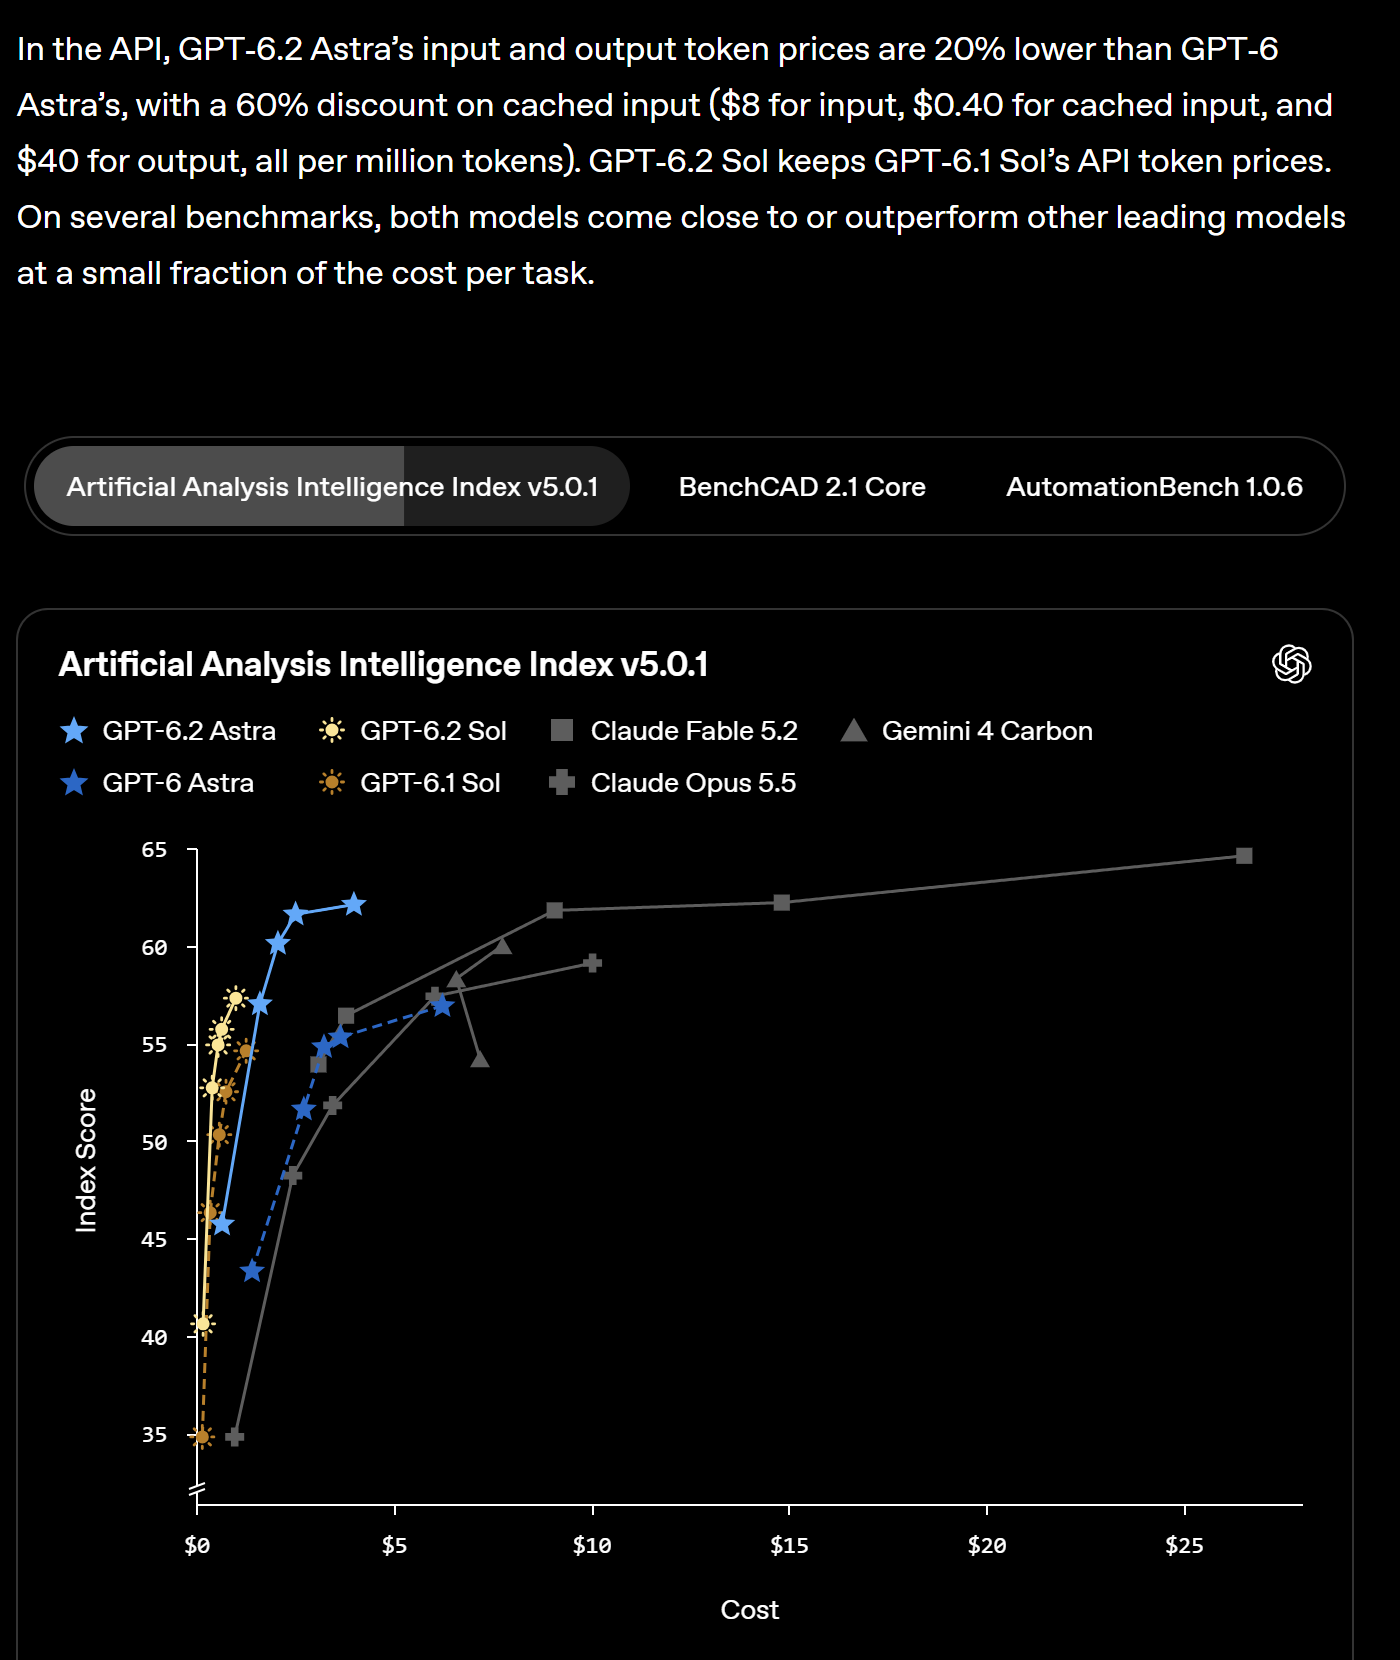 In the API, GPT-6.2 Astra’s input and output token prices are 20% lower than GPT-6
Astra’s, with a 60% discount on cached input ($8 for input, $0.40 for cached input, and
$40 for output, all per million tokens). GPT-6.2 Sol keeps GPT-6.1 Sol’s API token prices.
On several benchmarks, both models come close to or outperform other leading models
at a small fraction of the cost per task.
Artificial Analysis Intelligence Index v5.0.1
BenchCAD 2.1 Core
AutomationBench 1.0.6
Artificial Analysis Intelligence Index v5.0.1
GPT-6.2 Astra
GPT-6.2 Sol
Claude Fable 5.2
Gemini 4 Carbon
GPT-6 Astra
GPT-6.1 Sol
Claude Opus 5.5
65
60
55
50
45
40
35
Index Score
$0
$5
$10
$15
$20
$25
Cost